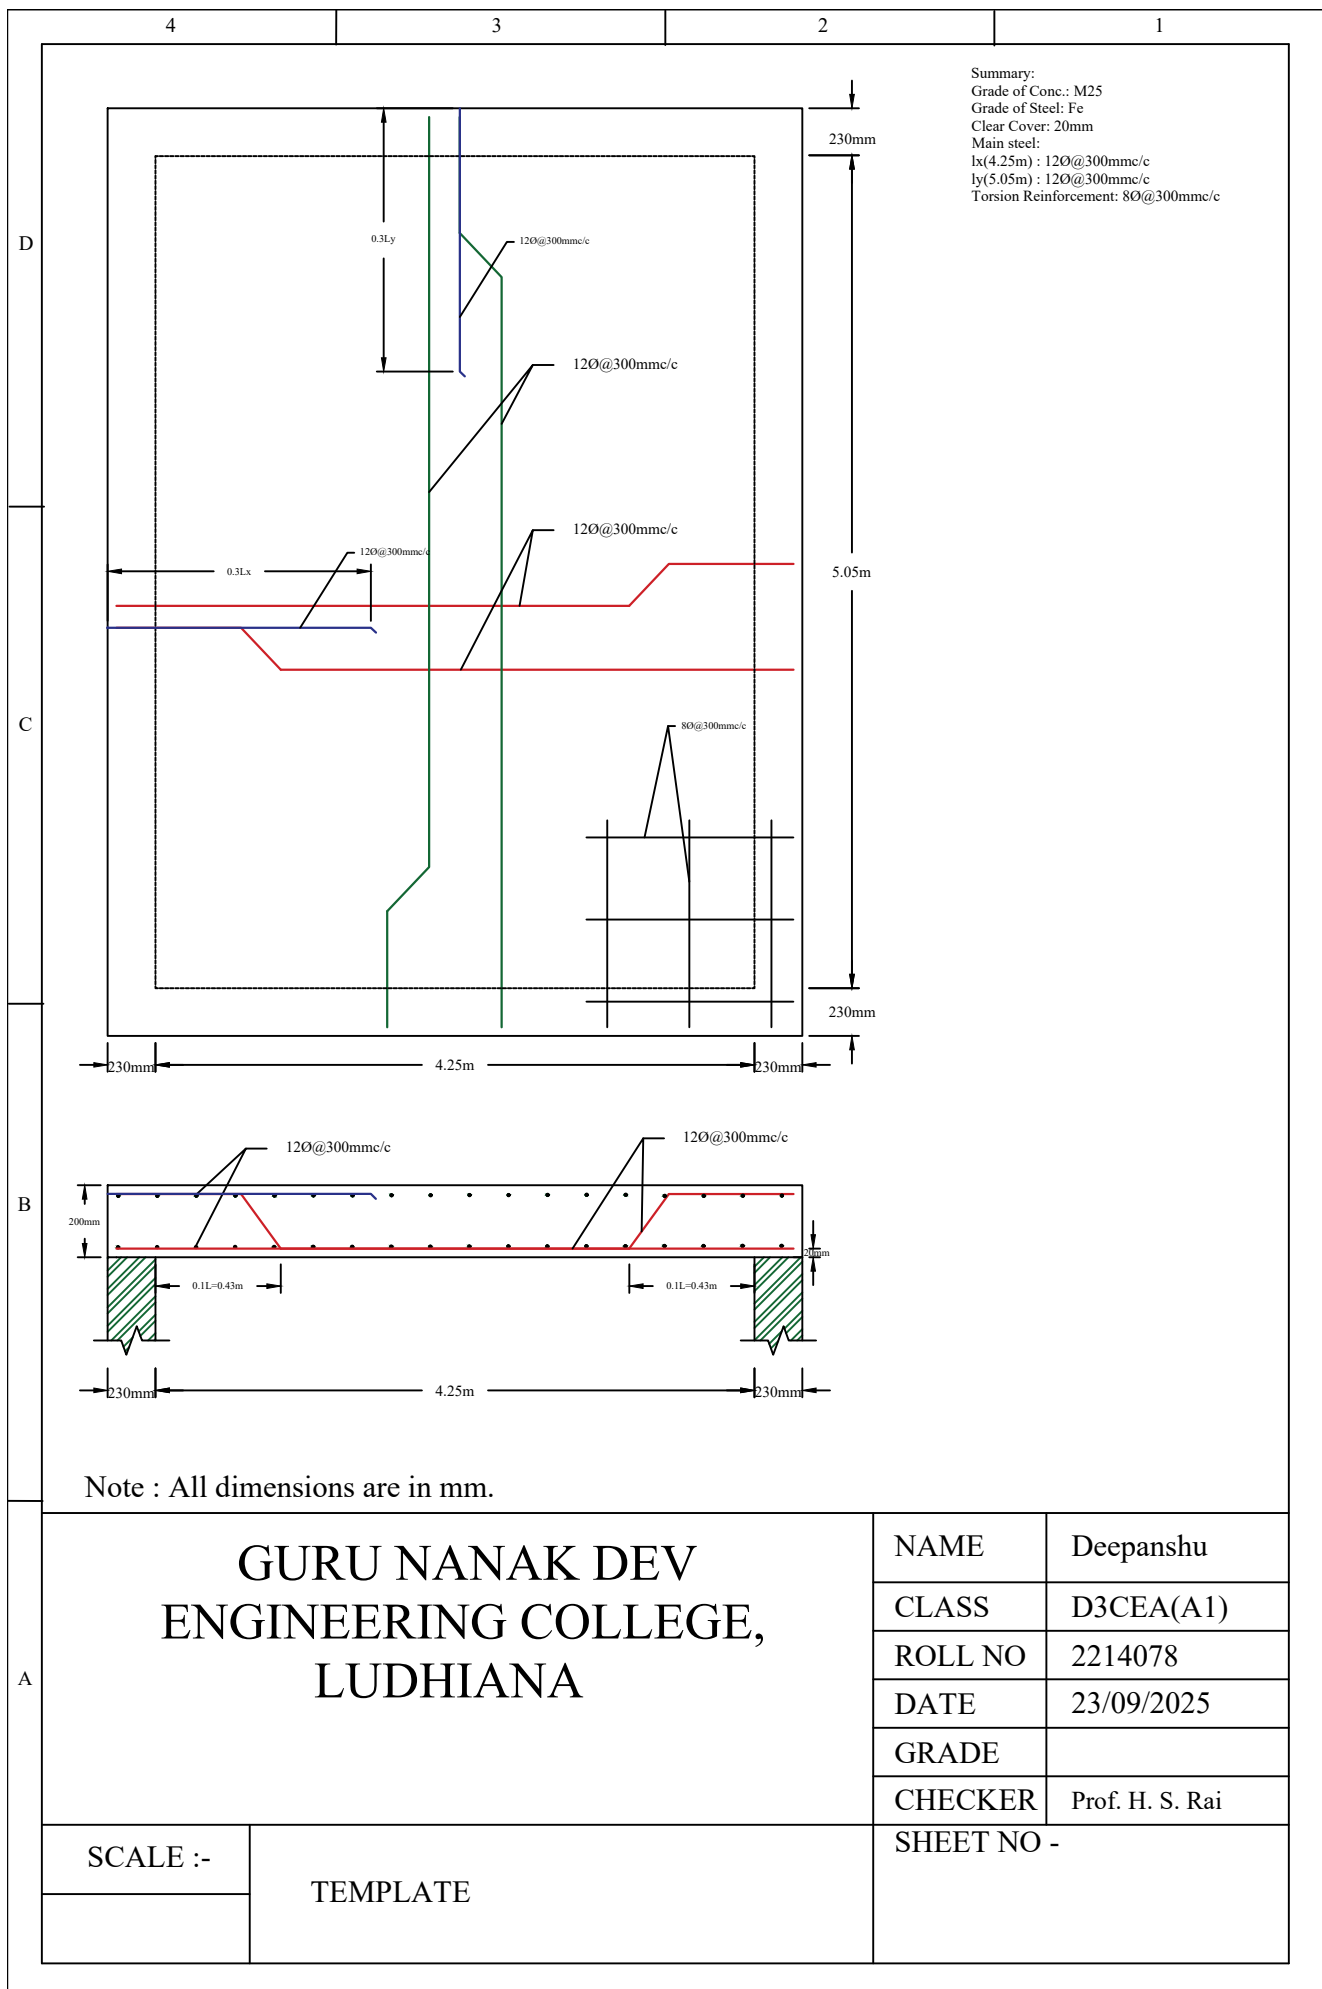 4
3
2
1
D
C
B
A
Summary:
Grade of Conc.: M25
Grade of Steel: Fe
Clear Cover: 20mm
Main steel:
lx(4.25m) : 12Ø@300mmc/c
ly(5.05m) : 12Ø@300mmc/c
Torsion Reinforcement: 8Ø@300mmc/c
230mm
0.3Ly
12Ø@300mmc/c
12Ø@300mmc/c
12Ø@300mmc/c
12Ø@300mmc/c
0.3Lx
5.05m
8Ø@300mmc/c
230mm
230mm
4.25m
230mm
12Ø@300mmc/c
12Ø@300mmc/c
200mm
20mm
0.1L=0.43m
0.1L=0.43m
230mm
4.25m
230mm
Note : All dimensions are in mm.
GURU NANAK DEV
ENGINEERING COLLEGE,
LUDHIANA
NAME Deepanshu
CLASS D3CEA(A1)
ROLL NO 2214078
DATE 23/09/2025
GRADE
CHECKER Prof. H. S. Rai
SCALE :-
TEMPLATE
SHEET NO -